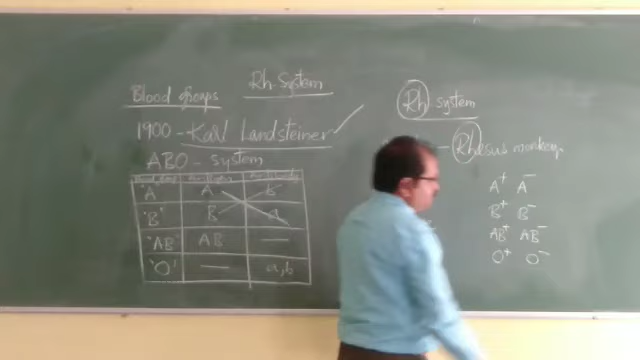 Blood groups
Rh-System
1900 - Karl Landsteiner
ABO - system
'A' A b
'B' B a
'AB' AB —
'O' — a,b
Rh system
— Rhesus monkey.
A⁺ A⁻
B⁺ B⁻
AB⁺ AB⁻
O⁺ O⁻